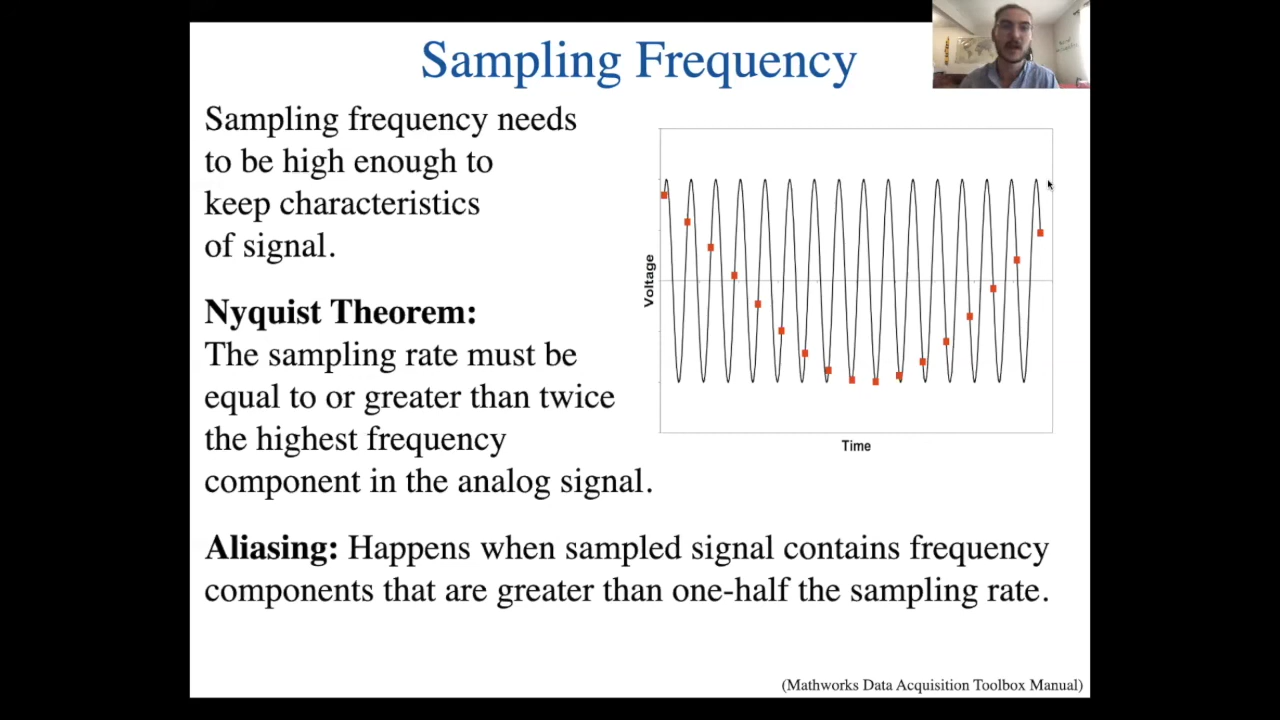 Sampling Frequency
Sampling frequency needs
to be high enough to
keep characteristics
of signal.
Nyquist Theorem:
The sampling rate must be
equal to or greater than twice
the highest frequency
component in the analog signal.
Voltage
Time
Aliasing: Happens when sampled signal contains frequency
components that are greater than one-half the sampling rate.
(Mathworks Data Acquisition Toolbox Manual)